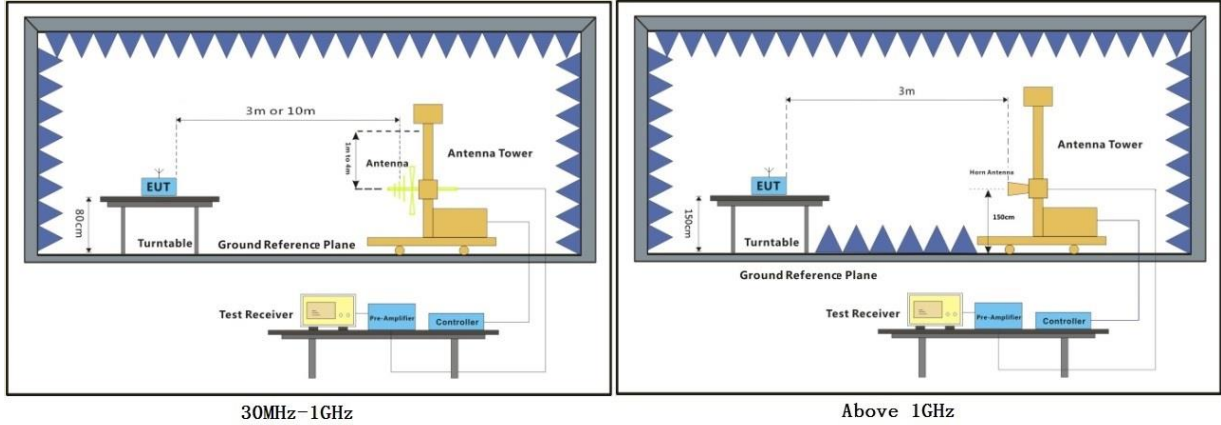 3m or 10m
1m to 4m
Antenna
Antenna Tower
EUT
80cm
Turntable
Ground Reference Plane
Test Receiver
Pre-Amplifier
Controller
30MHz-1GHz
3m
Antenna Tower
Horn Antenna
EUT
150cm
150cm
Turntable
Ground Reference Plane
Test Receiver
Pre-Amplifier
Controller
Above 1GHz